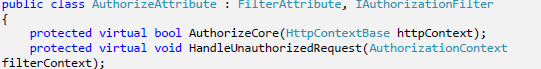 public class AuthorizeAttribute : FilterAttribute, IAuthorizationFilter
{
    protected virtual bool AuthorizeCore(HttpContextBase httpContext);
    protected virtual void HandleUnauthorizedRequest(AuthorizationContext
filterContext);